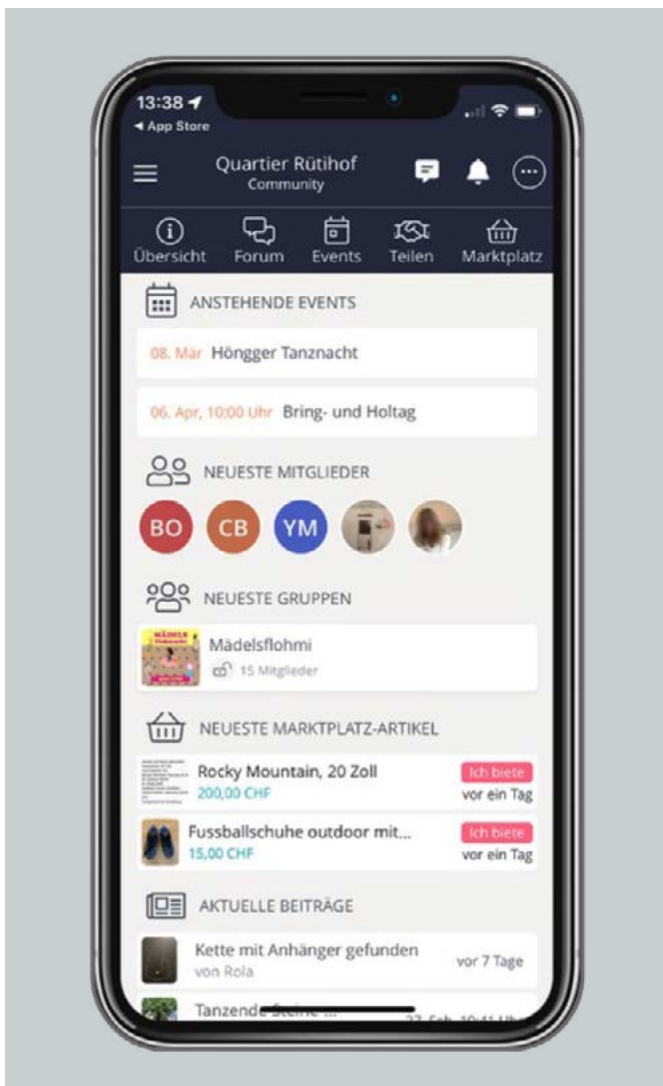 13:38
App Store
Quartier Rütihof
Community
Übersicht Forum Events Teilen Marktplatz
ANSTEHENDE EVENTS
08. Mär Höngger Tanznacht
06. Apr, 10:00 Uhr Bring- und Holtag
NEUESTE MITGLIEDER
BO CB YM
NEUESTE GRUPPEN
MÄDELS
Mädelsflohmi
15 Mitglieder
NEUESTE MARKTPLATZ-ARTIKEL
Rocky Mountain, 20 Zoll Ich biete
200,00 CHF vor ein Tag
Fussballschuhe outdoor mit... Ich biete
15,00 CHF vor ein Tag
AKTUELLE BEITRÄGE
Kette mit Anhänger gefunden vor 7 Tage
von Rola
Tanzende Steine ...